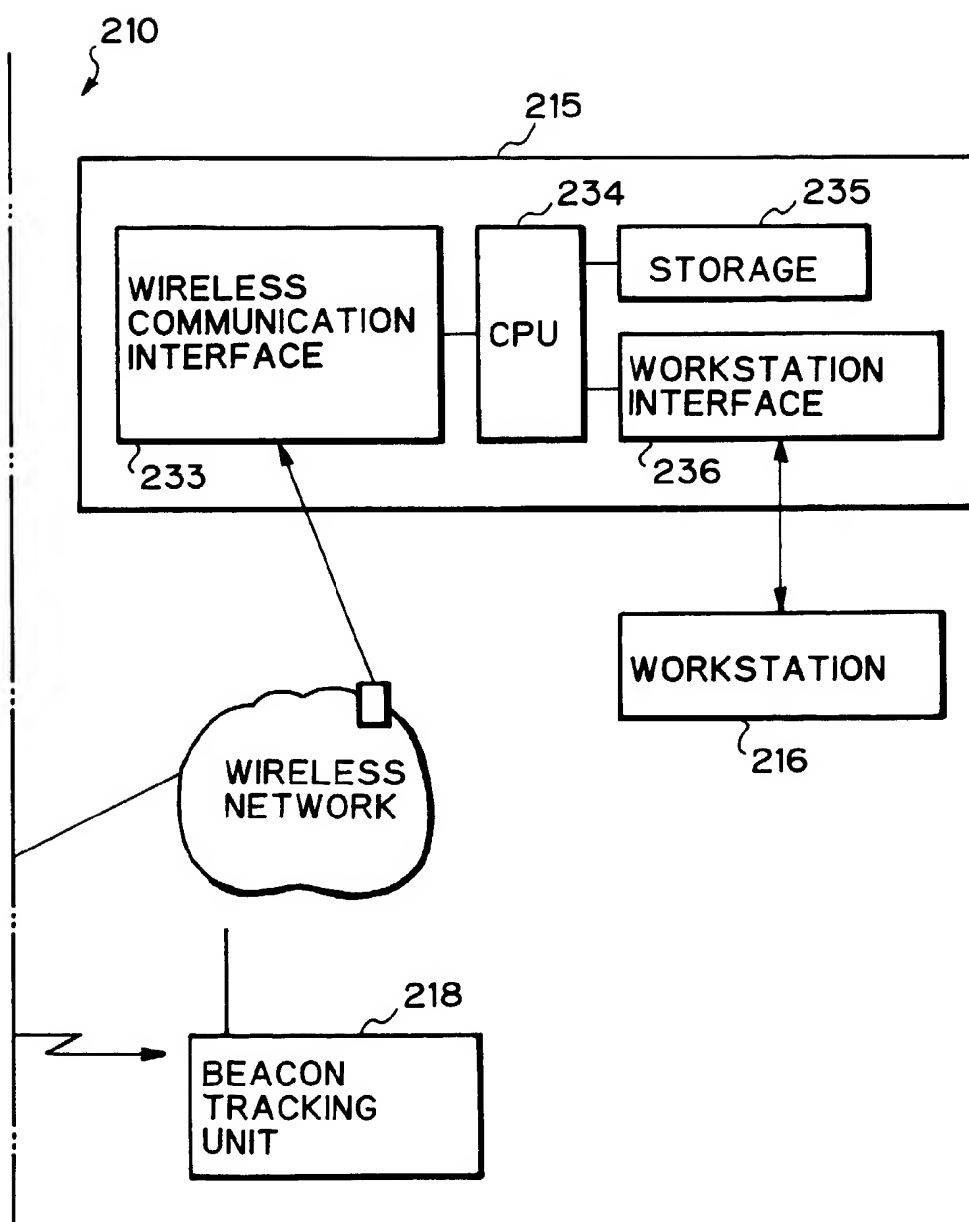 210
215
234
235
WIRELESS
COMMUNICATION
INTERFACE
CPU
STORAGE
WORKSTATION
INTERFACE
233
236
WORKSTATION
216
WIRELESS
NETWORK
218
BEACON
TRACKING
UNIT